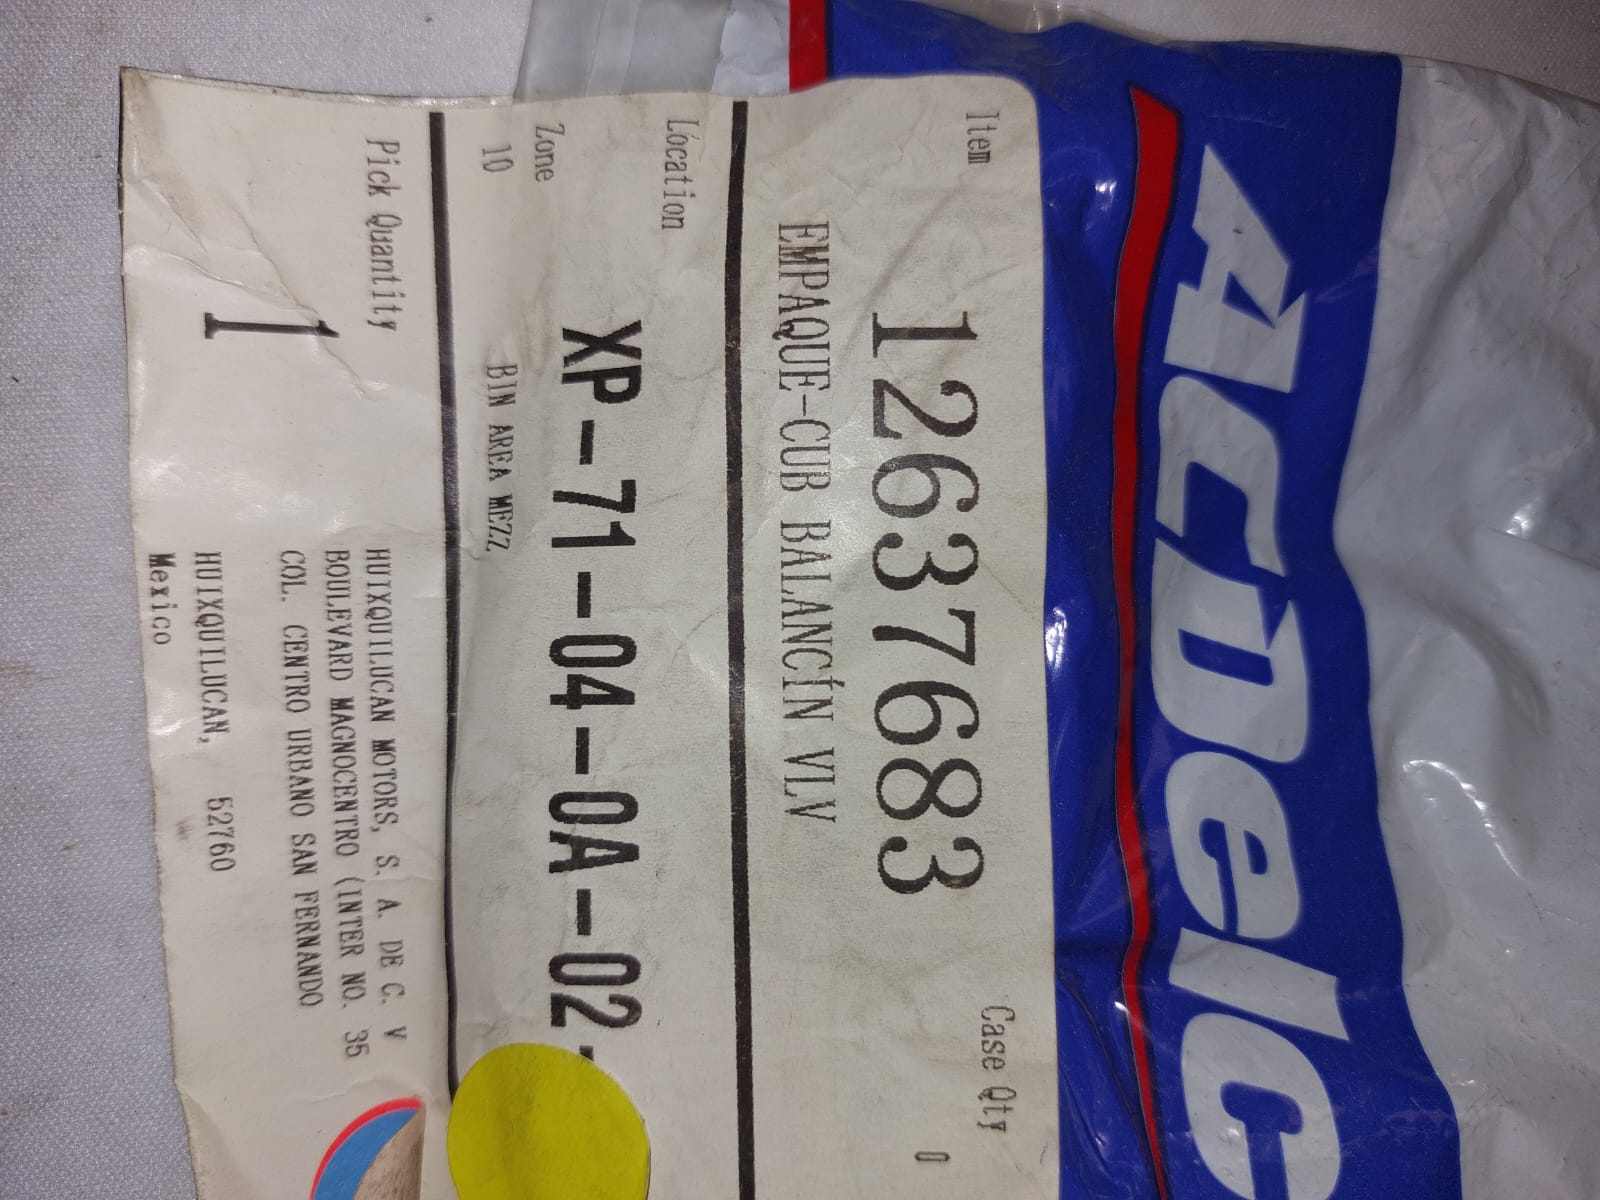 ACDelc
Item
Case Qty
12637683
0
EMPAQUE-CUB BALANCÍN VLV
Location
XP-71-04-0A-02-
Zone
10
BIN AREA MEZZ
Pick Quantity
1
HUIXQUILUCAN MOTORS, S. A. DE C. V
BOULEVARD MAGNOCENTRO (INTER NO. 35
COL. CENTRO URBANO SAN FERNANDO
HUIXQUILUCAN, 52760
Mexico